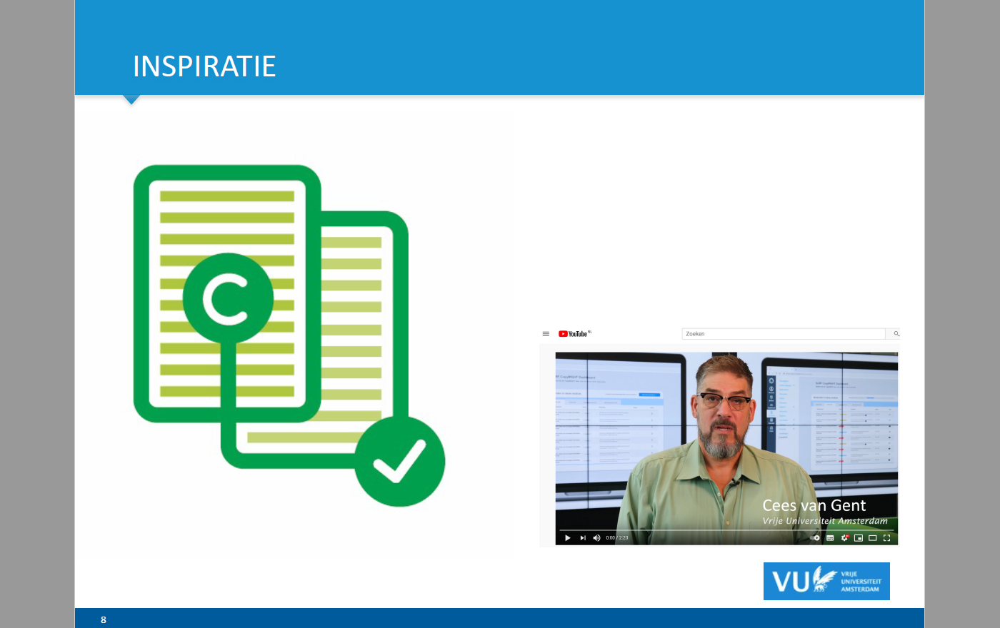 INSPIRATIE
C
YouTube NL
Zoeken
Cees van Gent
Vrije Universiteit Amsterdam
0:00 / 2:20
VU
VRIJE
UNIVERSITEIT
AMSTERDAM
8